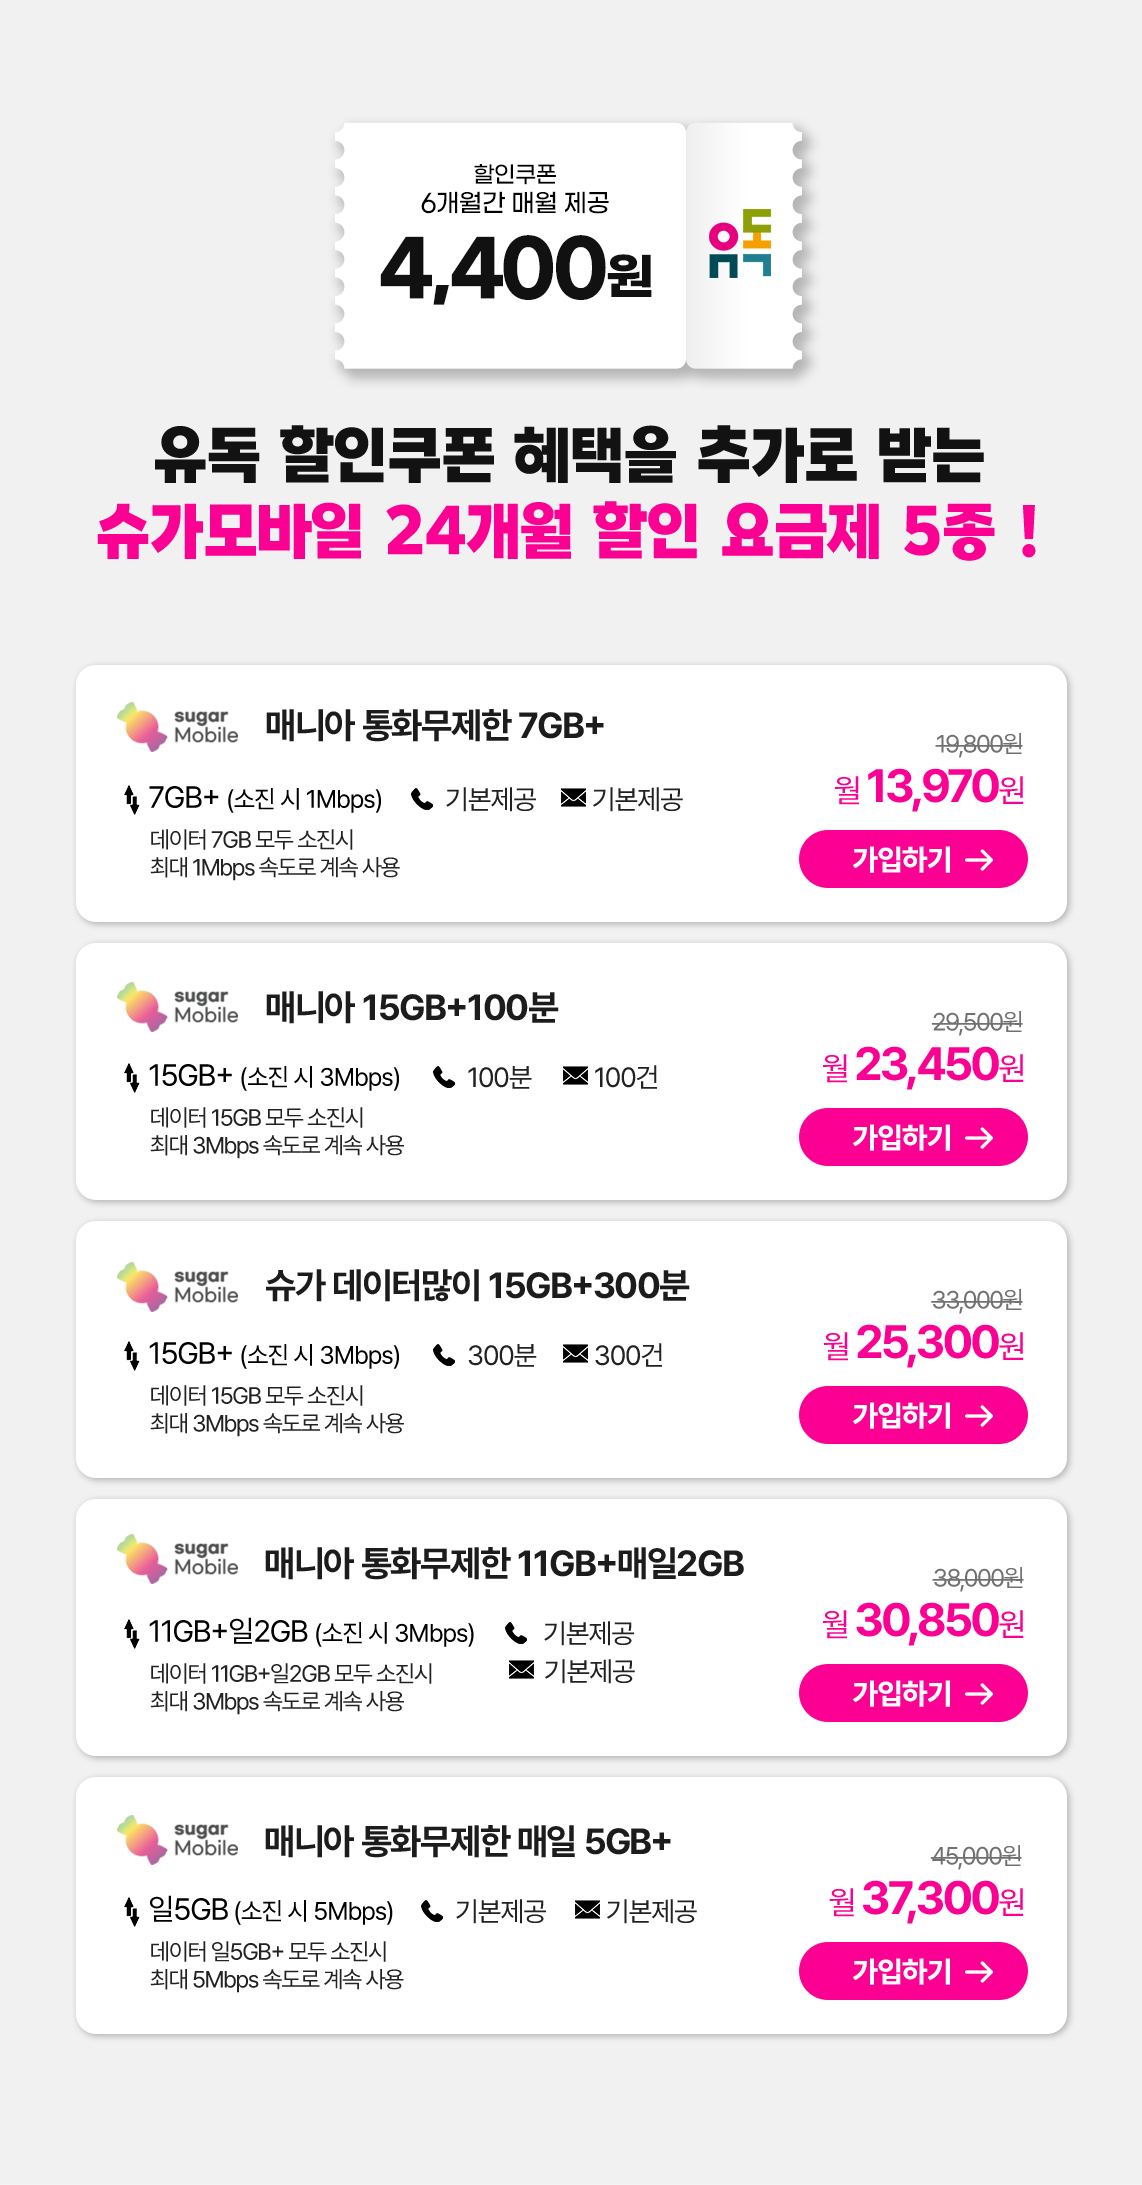 할인쿠폰
6개월간 매월 제공
4,400원
유독
유독 할인쿠폰 혜택을 추가로 받는
슈가모바일 24개월 할인 요금제 5종 !
sugar
Mobile
매니아 통화무제한 7GB+
19,800원
월 13,970원
7GB+ (소진 시 1Mbps) 기본제공 기본제공
데이터 7GB 모두 소진시
최대 1Mbps 속도로 계속 사용
가입하기 →
sugar
Mobile
매니아 15GB+100분
29,500원
월 23,450원
15GB+ (소진 시 3Mbps) 100분 100건
데이터 15GB 모두 소진시
최대 3Mbps 속도로 계속 사용
가입하기 →
sugar
Mobile
슈가 데이터많이 15GB+300분
33,000원
월 25,300원
15GB+ (소진 시 3Mbps) 300분 300건
데이터 15GB 모두 소진시
최대 3Mbps 속도로 계속 사용
가입하기 →
sugar
Mobile
매니아 통화무제한 11GB+매일2GB
38,000원
월 30,850원
11GB+일2GB (소진 시 3Mbps) 기본제공
기본제공
데이터 11GB+일2GB 모두 소진시
최대 3Mbps 속도로 계속 사용
가입하기 →
sugar
Mobile
매니아 통화무제한 매일 5GB+
45,000원
월 37,300원
일5GB (소진 시 5Mbps) 기본제공 기본제공
데이터 일5GB+ 모두 소진시
최대 5Mbps 속도로 계속 사용
가입하기 →